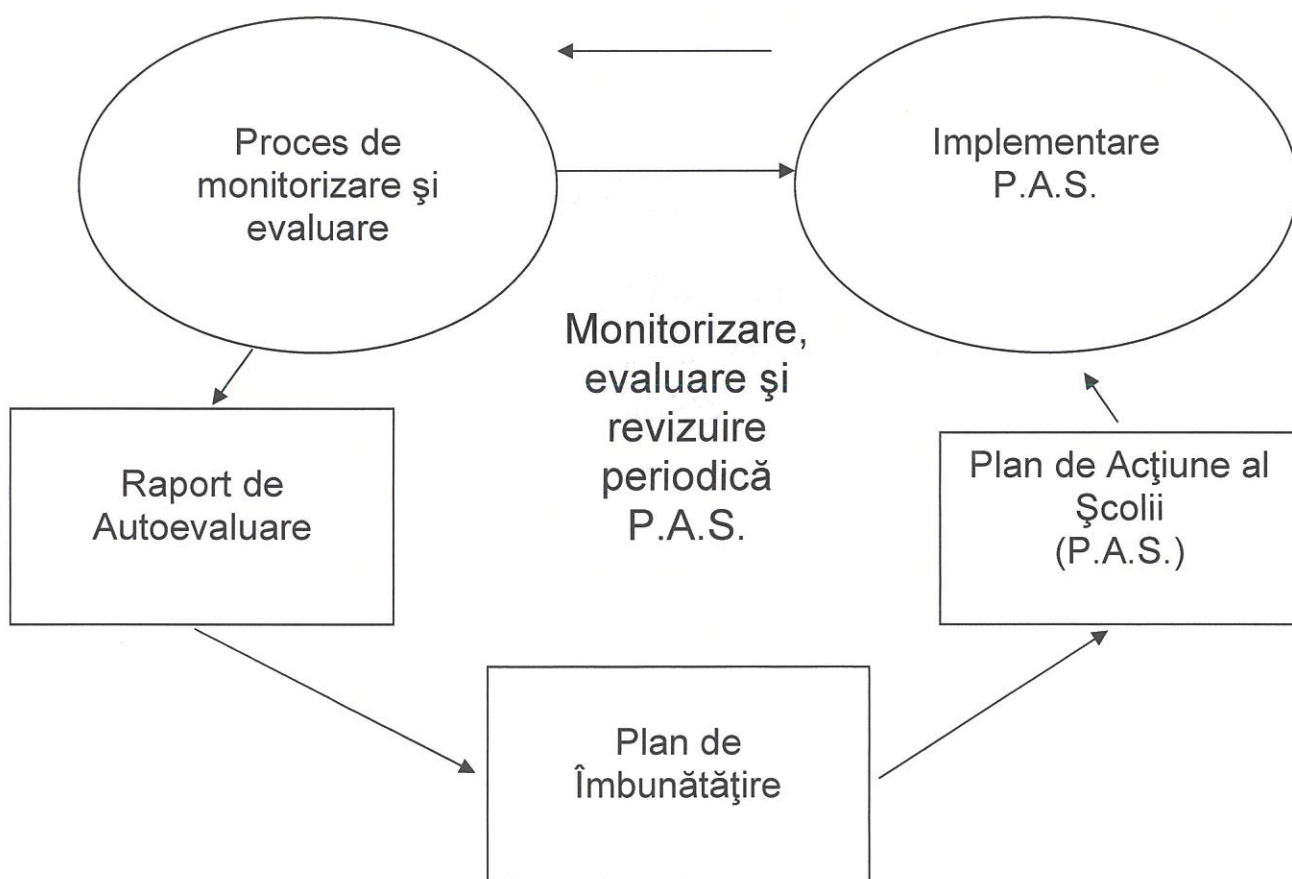 Proces de
monitorizare şi
evaluare
Implementare
P.A.S.
Monitorizare,
evaluare şi
revizuire
periodică
P.A.S.
Raport de
Autoevaluare
Plan de Acţiune al
Şcolii
(P.A.S.)
Plan de
Îmbunătăţire